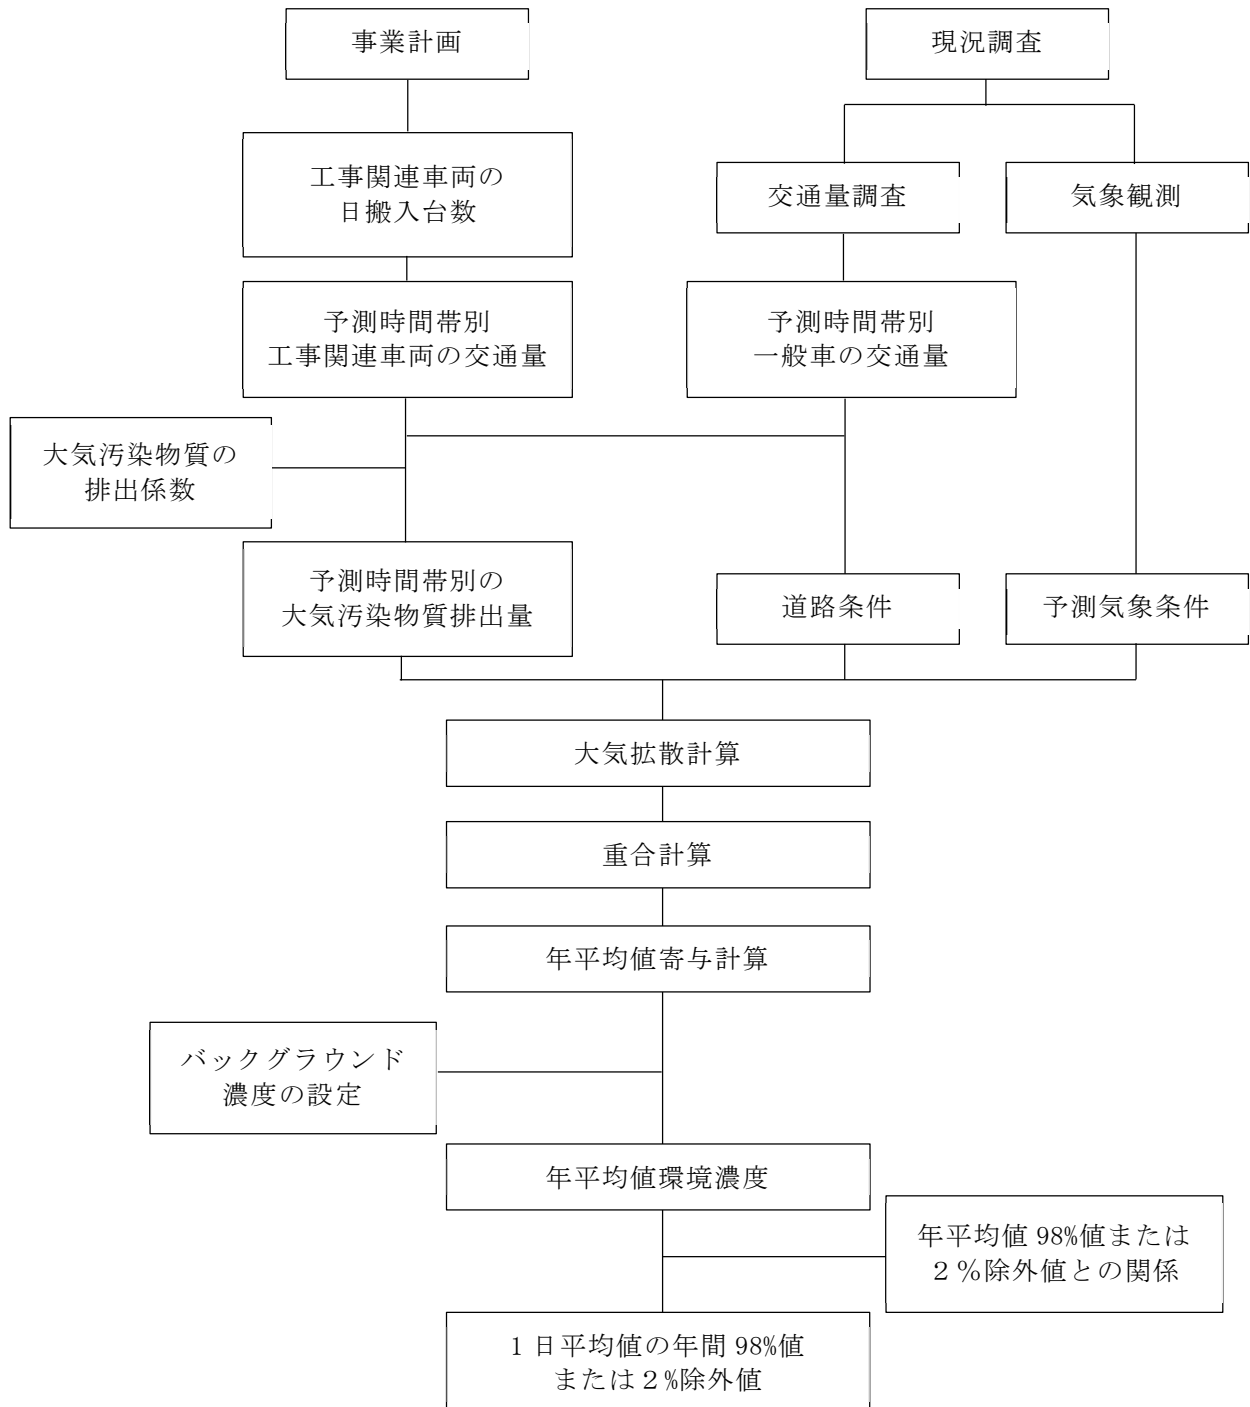 事業計画
現況調査
工事関連車両の
日搬入台数
交通量調査
気象観測
予測時間帯別
工事関連車両の交通量
予測時間帯別
一般車の交通量
大気汚染物質の
排出係数
予測時間帯別の
大気汚染物質排出量
道路条件
予測気象条件
大気拡散計算
重合計算
年平均値寄与計算
バックグラウンド
濃度の設定
年平均値環境濃度
年平均値 98%値または
２％除外値との関係
1 日平均値の年間 98%値
または２%除外値